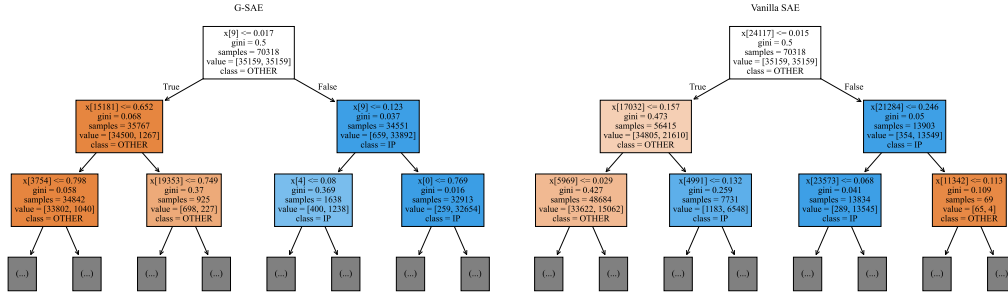 G-SAE
x[9] <= 0.017
gini = 0.5
samples = 70318
value = [35159, 35159]
class = OTHER
True
False
x[15181] <= 0.652
gini = 0.068
samples = 35767
value = [34500, 1267]
class = OTHER
x[9] <= 0.123
gini = 0.037
samples = 34551
value = [659, 33892]
class = IP
x[3754] <= 0.798
gini = 0.058
samples = 34842
value = [33802, 1040]
class = OTHER
x[19353] <= 0.749
gini = 0.37
samples = 925
value = [698, 227]
class = OTHER
x[4] <= 0.08
gini = 0.369
samples = 1638
value = [400, 1238]
class = IP
x[0] <= 0.769
gini = 0.016
samples = 32913
value = [259, 32654]
class = IP
(...)
(...)
(...)
(...)
(...)
(...)
(...)
(...)
Vanilla SAE
x[24117] <= 0.015
gini = 0.5
samples = 70318
value = [35159, 35159]
class = OTHER
True
False
x[17032] <= 0.157
gini = 0.473
samples = 56415
value = [34805, 21610]
class = OTHER
x[21284] <= 0.246
gini = 0.05
samples = 13903
value = [354, 13549]
class = IP
x[5969] <= 0.029
gini = 0.427
samples = 48684
value = [33622, 15062]
class = OTHER
x[4991] <= 0.132
gini = 0.259
samples = 7731
value = [1183, 6548]
class = IP
x[23573] <= 0.068
gini = 0.041
samples = 13834
value = [289, 13545]
class = IP
x[11342] <= 0.113
gini = 0.109
samples = 69
value = [65, 4]
class = OTHER
(...)
(...)
(...)
(...)
(...)
(...)
(...)
(...)